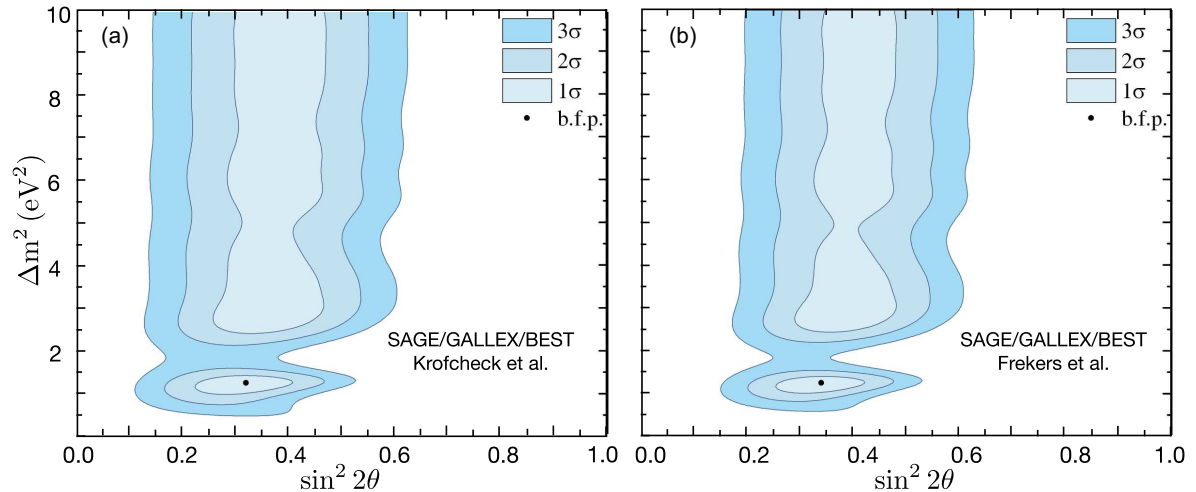 (a)
3σ
2σ
1σ
b.f.p.
10
8
6
4
2
Δm² (eV²)
SAGE/GALLEX/BEST
Krofcheck et al.
0.0 0.2 0.4 0.6 0.8 1.0
sin² 2θ
(b)
3σ
2σ
1σ
b.f.p.
SAGE/GALLEX/BEST
Frekers et al.
0.0 0.2 0.4 0.6 0.8 1.0
sin² 2θ